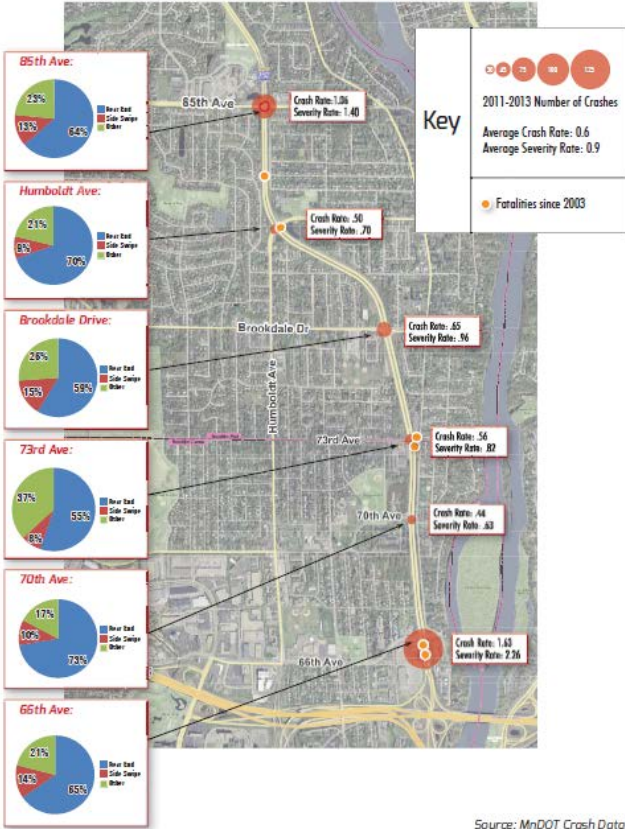 85th Ave:
23%
13%
64%
Rear End
Side Swipe
Other
Humboldt Ave:
21%
9%
70%
Rear End
Side Swipe
Other
Brookdale Drive:
26%
15%
59%
Rear End
Side Swipe
Other
73rd Ave:
37%
8%
55%
Rear End
Side Swipe
Other
70th Ave:
17%
10%
73%
Rear End
Side Swipe
Other
66th Ave:
21%
14%
65%
Rear End
Side Swipe
Other
85th Ave
Crash Rate: 1.06
Severity Rate: 1.40
Crash Rate: .50
Severity Rate: .70
Brookdale Dr
Crash Rate: .65
Severity Rate: .96
Humboldt Ave
73rd Ave
Crash Rate: .56
Severity Rate: .82
70th Ave
Crash Rate: .44
Severity Rate: .63
66th Ave
Crash Rate: 1.63
Severity Rate: 2.26
Key
45 75 100 125
2011-2013 Number of Crashes
Average Crash Rate: 0.6
Average Severity Rate: 0.9
Fatalities since 2003
Source: MnDOT Crash Data